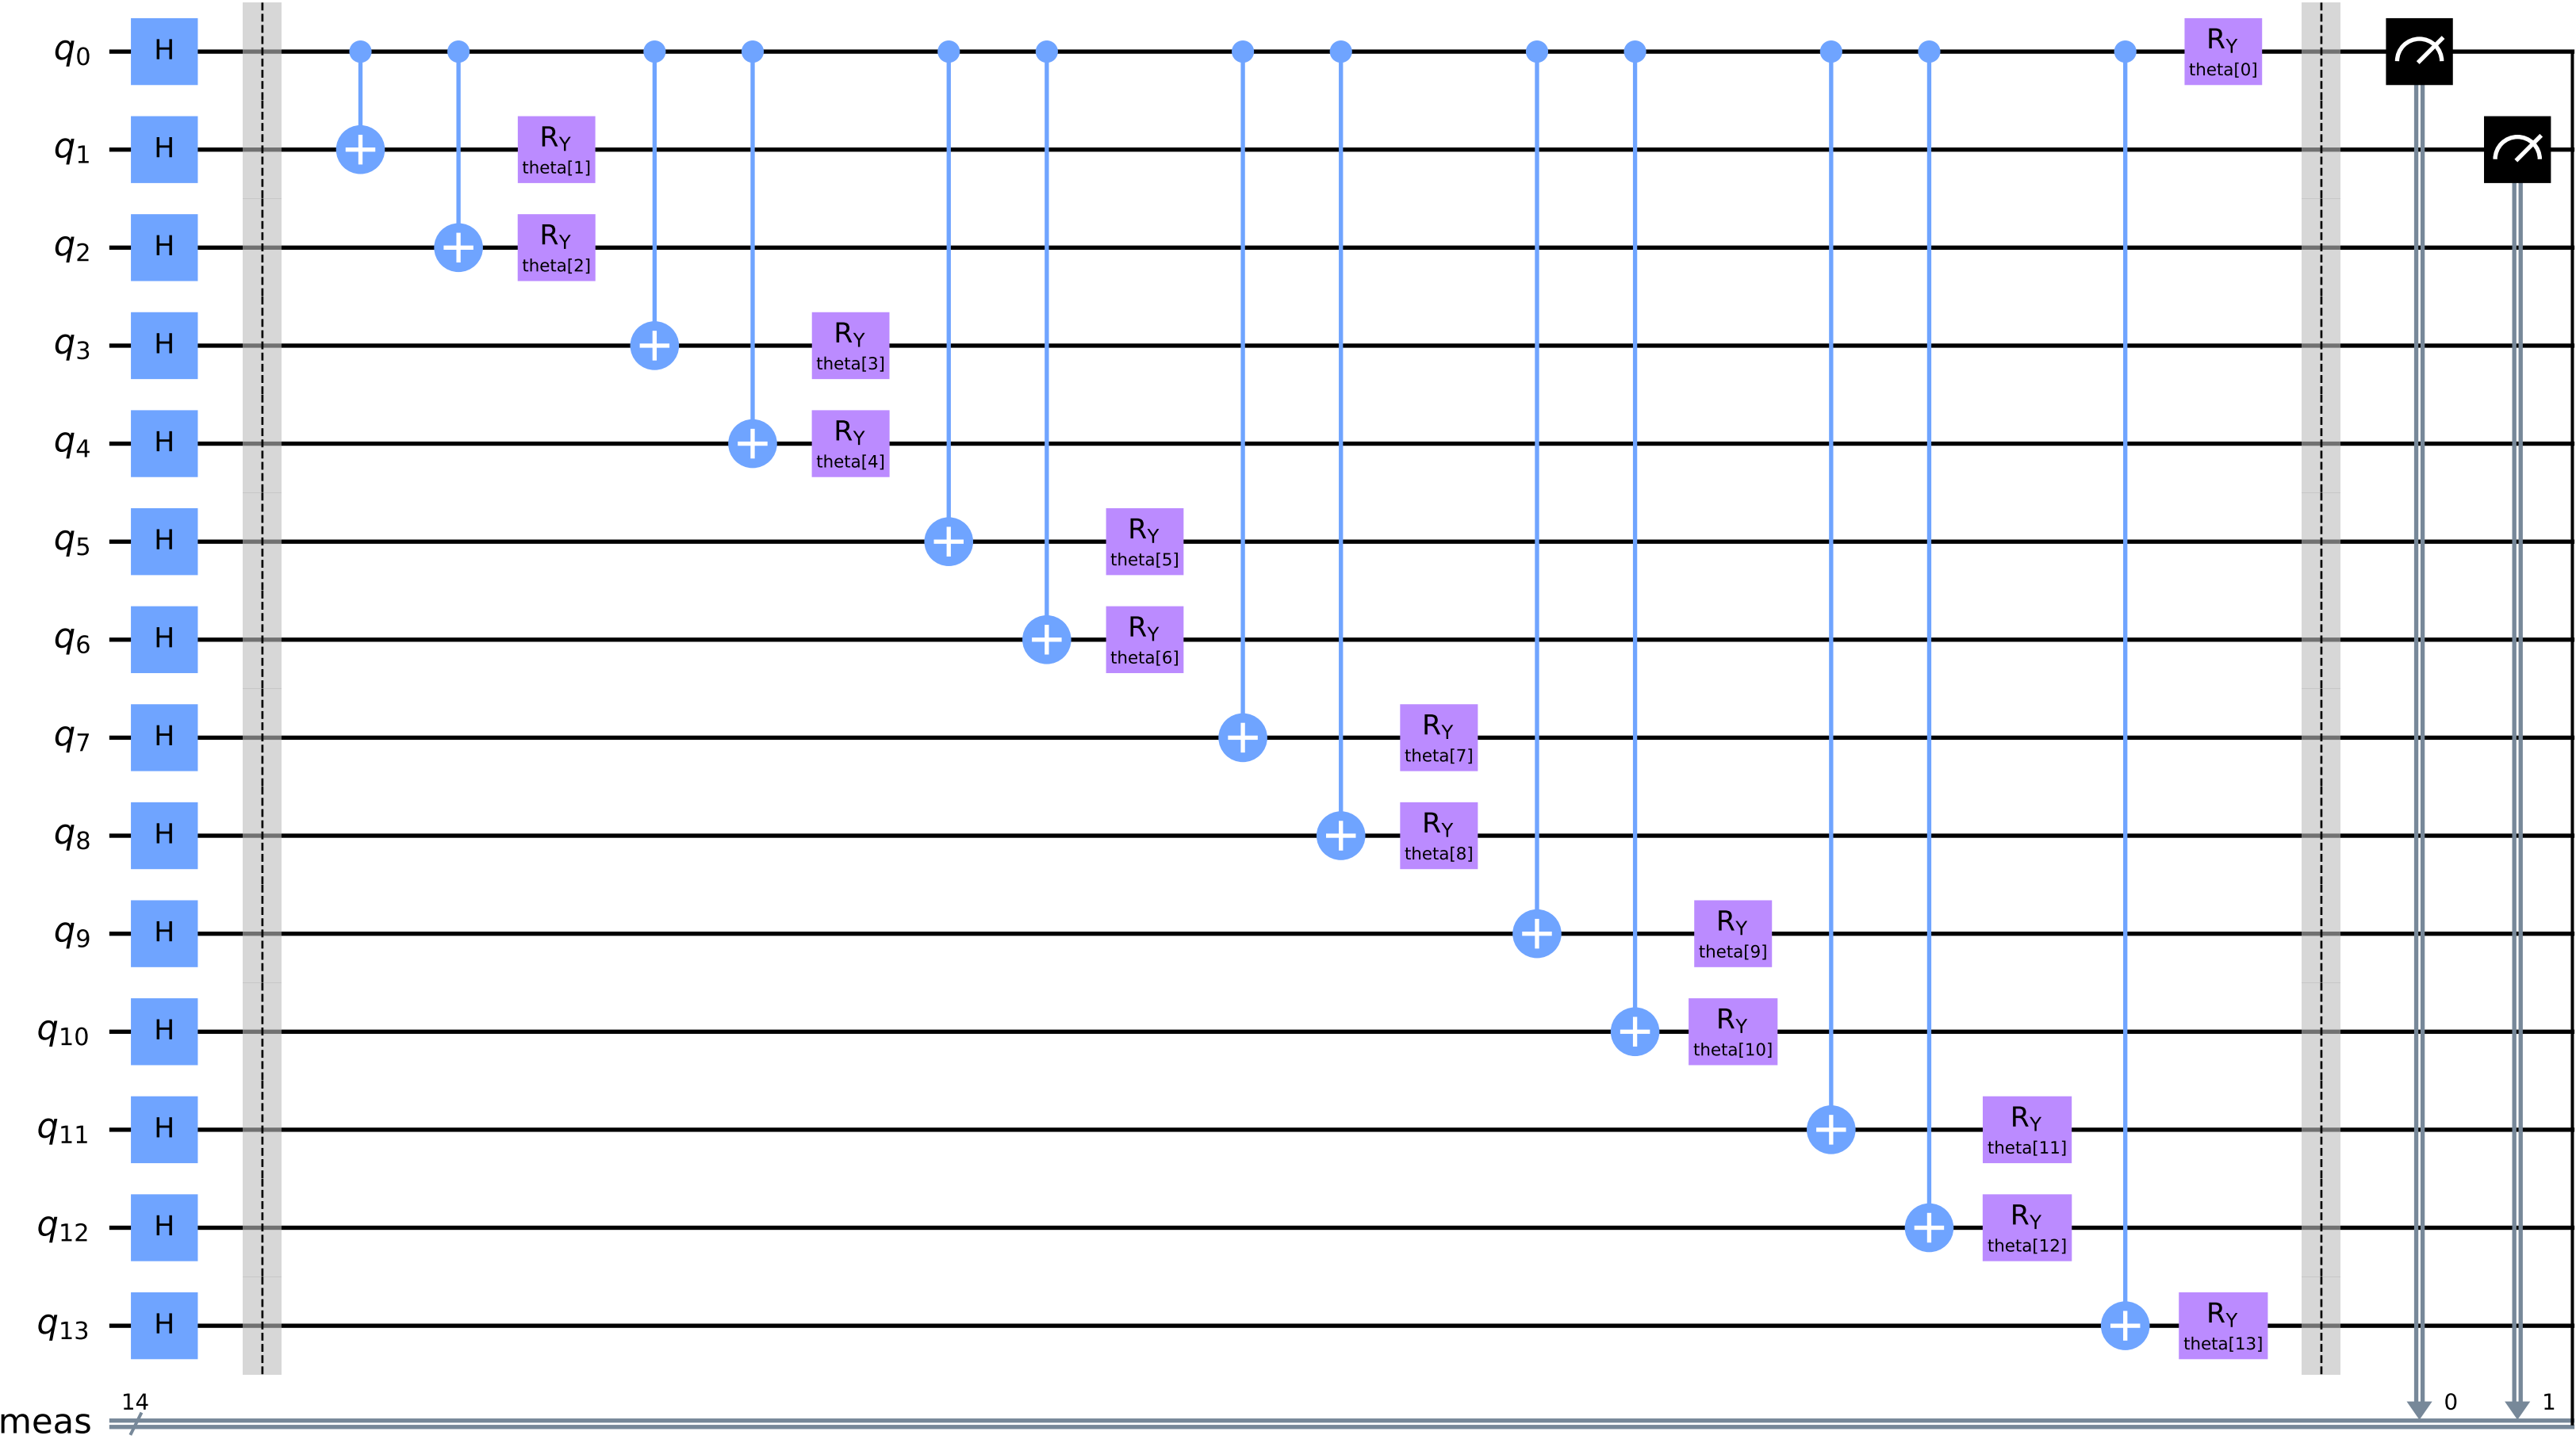 q0 H RY theta[0]
q1 H RY theta[1]
q2 H RY theta[2]
q3 H RY theta[3]
q4 H RY theta[4]
q5 H RY theta[5]
q6 H RY theta[6]
q7 H RY theta[7]
q8 H RY theta[8]
q9 H RY theta[9]
q10 H RY theta[10]
q11 H RY theta[11]
q12 H RY theta[12]
q13 H RY theta[13]
14 0 1
meas